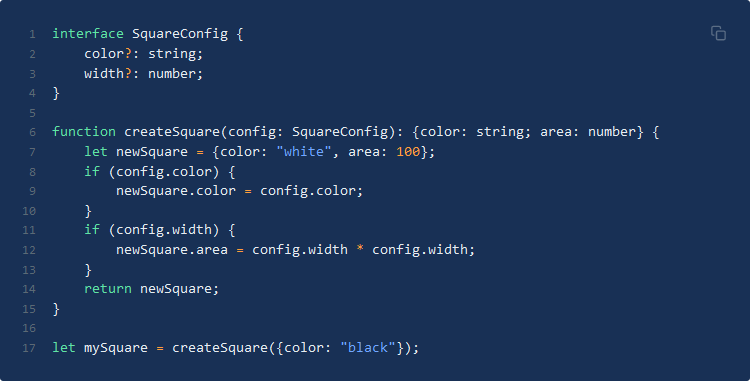 1 interface SquareConfig {
2     color?: string;
3     width?: number;
4 }
5
6 function createSquare(config: SquareConfig): {color: string; area: number} {
7     let newSquare = {color: "white", area: 100};
8     if (config.color) {
9         newSquare.color = config.color;
10     }
11     if (config.width) {
12         newSquare.area = config.width * config.width;
13     }
14     return newSquare;
15 }
16
17 let mySquare = createSquare({color: "black"});